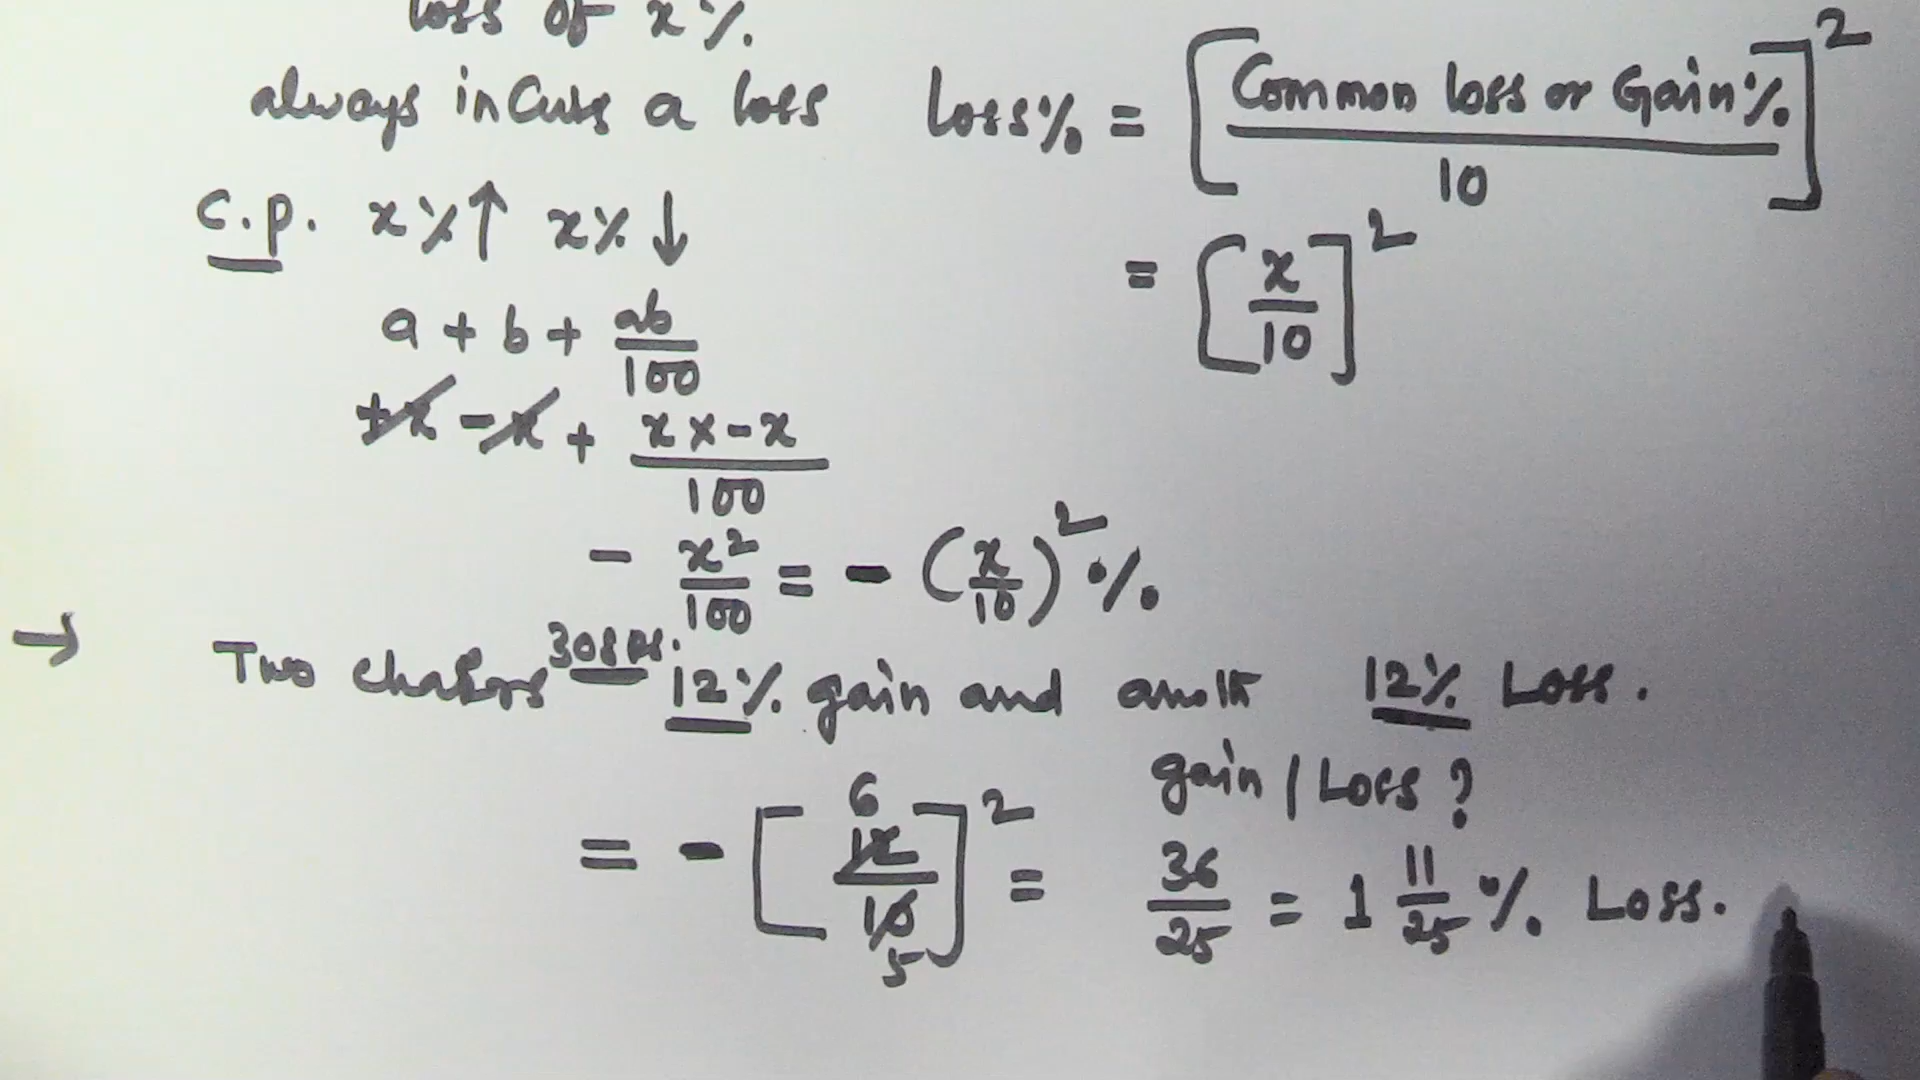 loss of x%.
always incurs a loss
Loss% = [Common loss or Gain% / 10]²
= [x/10]²
C.P. x%↑ x%↓
a + b + ab/100
+x - x + x × -x / 100
- x²/100 = - (x/10)²%.
→ Two chairs 308 RS. 12% gain and 12% Loss.
gain / Loss ?
= - [6 12 / 10 5]² = 36/25 = 1 11/25 %. Loss.